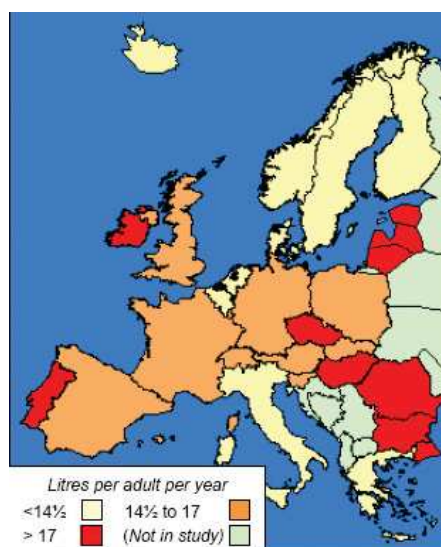 Litres per adult per year
<14½ 14½ to 17
> 17 (Not in study)